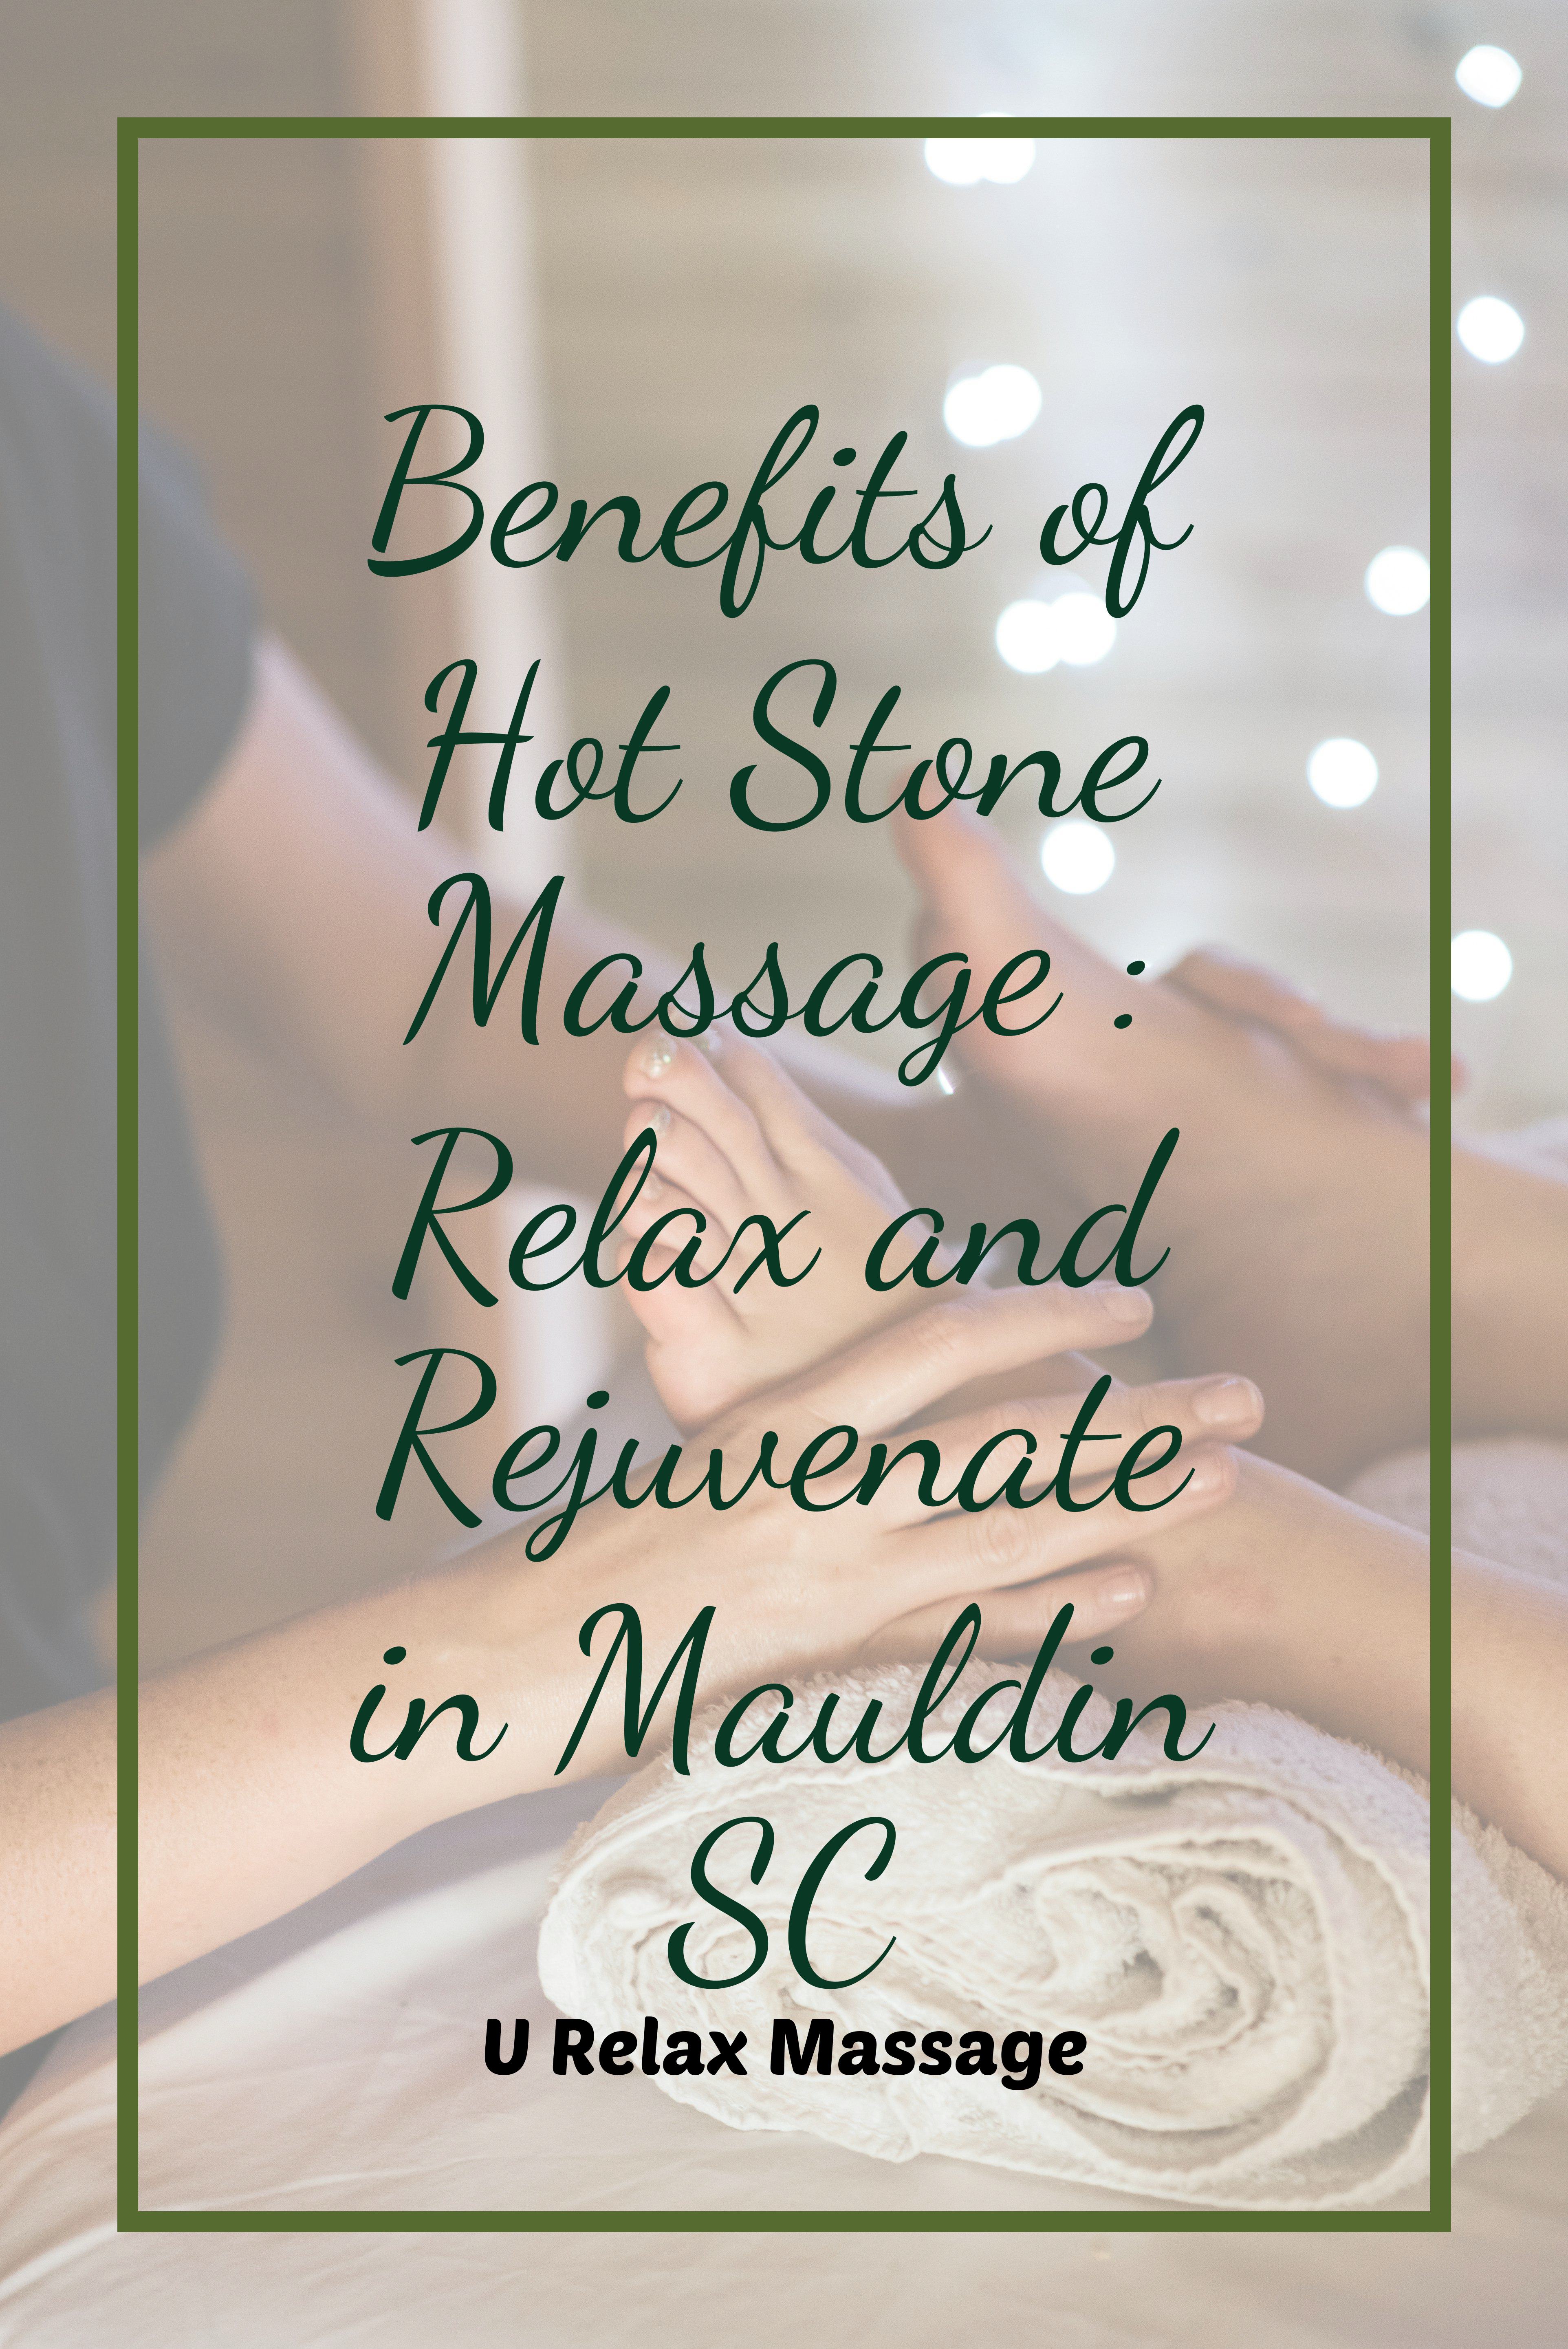 Benefits of
Hot Stone
Massage :
Relax and
Rejuvenate
in Mauldin
SC
U Relax Massage